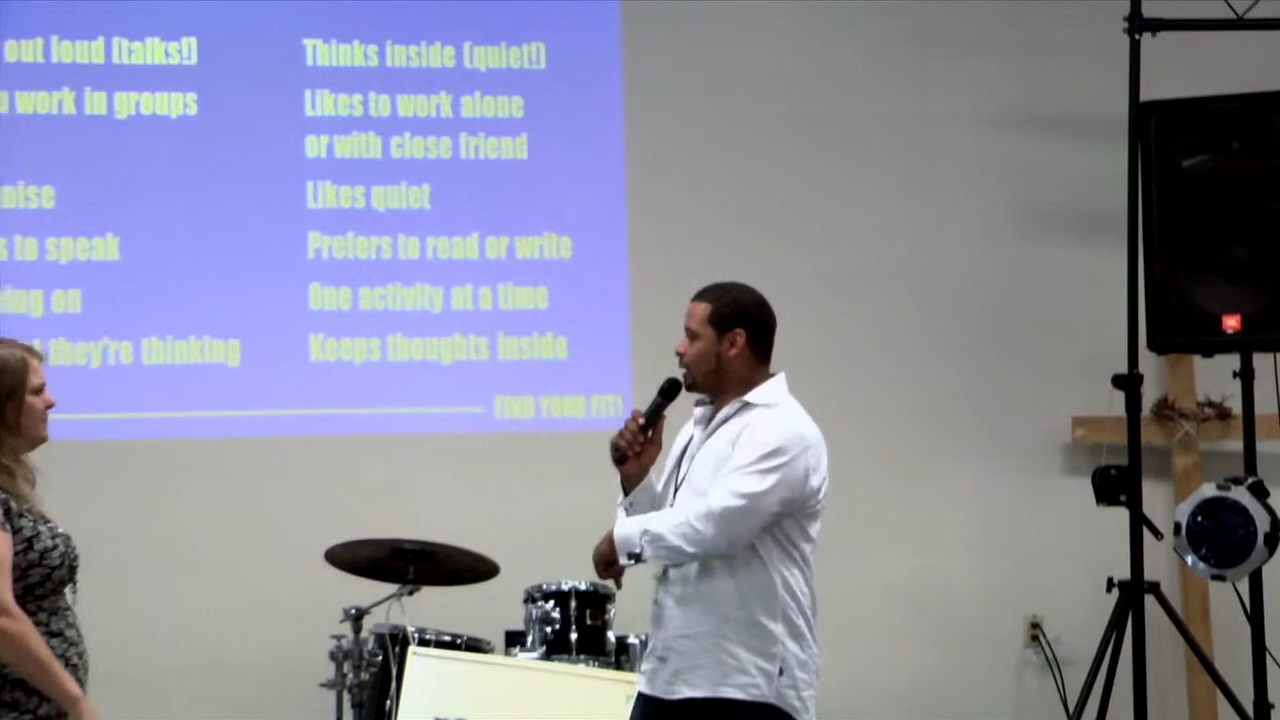 out loud (talks!)
work in groups
oise
s to speak
ing on
they're thinking
Thinks inside (quiet!)
Likes to work alone
or with close friend
Likes quiet
Prefers to read or write
One activity at a time
Keeps thoughts inside
FIND YOUR FIT!